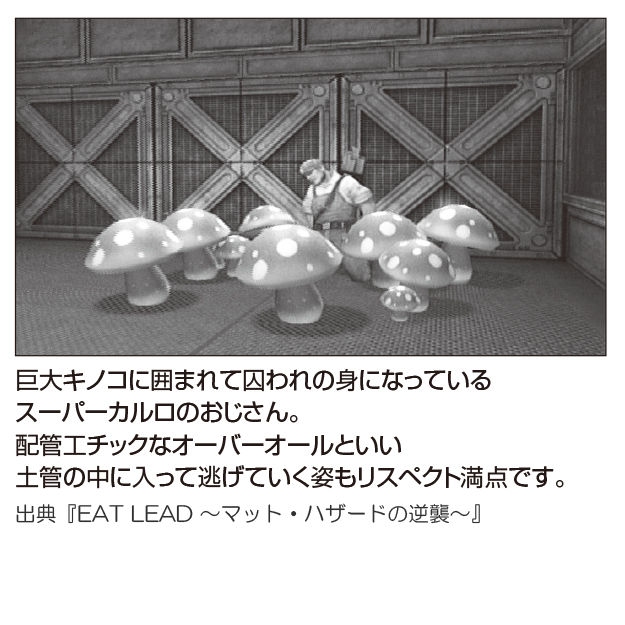 巨大キノコに囲まれて囚われの身になっている
スーパーカルロのおじさん。
配管工チックなオーバーオールといい
土管の中に入って逃げていく姿もリスペクト満点です。
出典『EAT LEAD ～マット・ハザードの逆襲～』